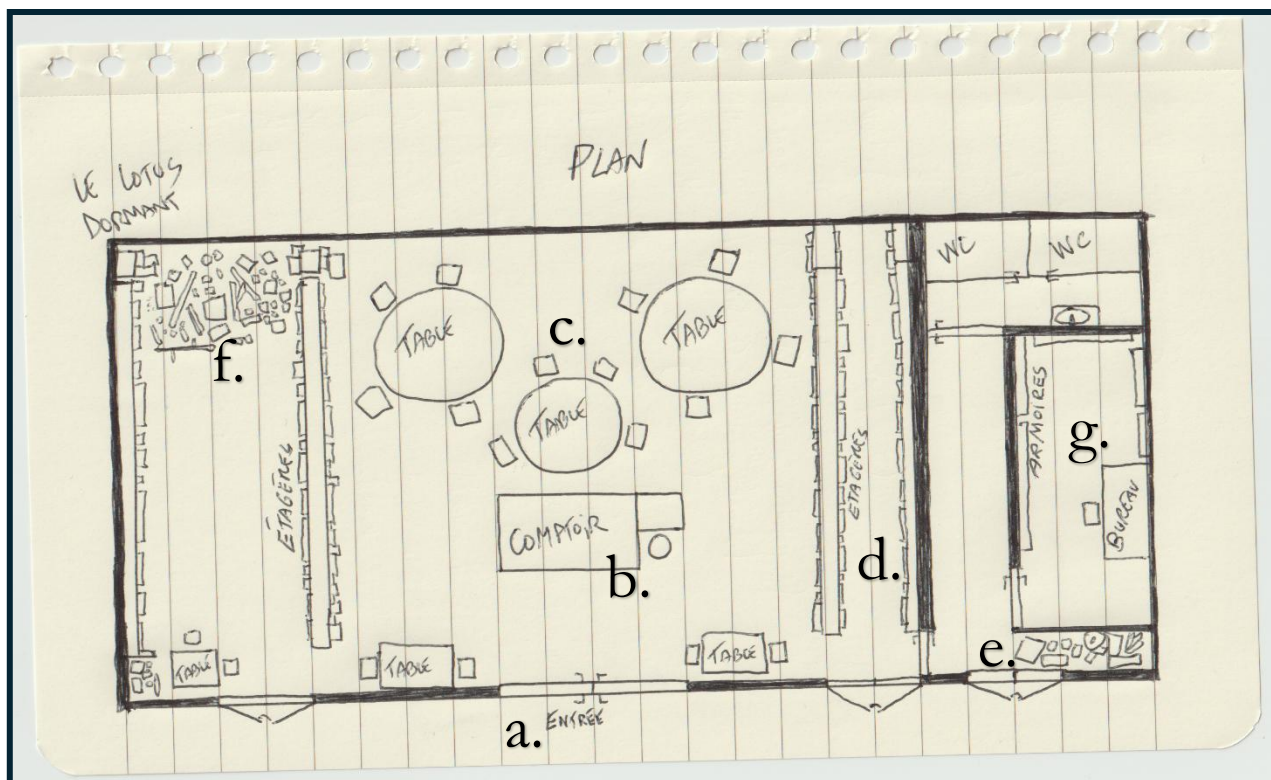 PLAN
LE LOTUS
DORMANT
WC
WC
TABLE
c.
TABLE
TABLE
f.
ÉTAGÈRES
ÉTAGÈRES
ARMOIRES
g.
BUREAU
COMPTOIR
b.
d.
e.
TABLE
TABLE
TABLE
a.
ENTRÉE